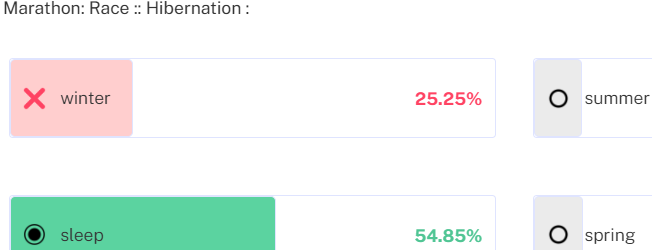 Marathon: Race :: Hibernation :
winter 25.25% summer
sleep 54.85% spring